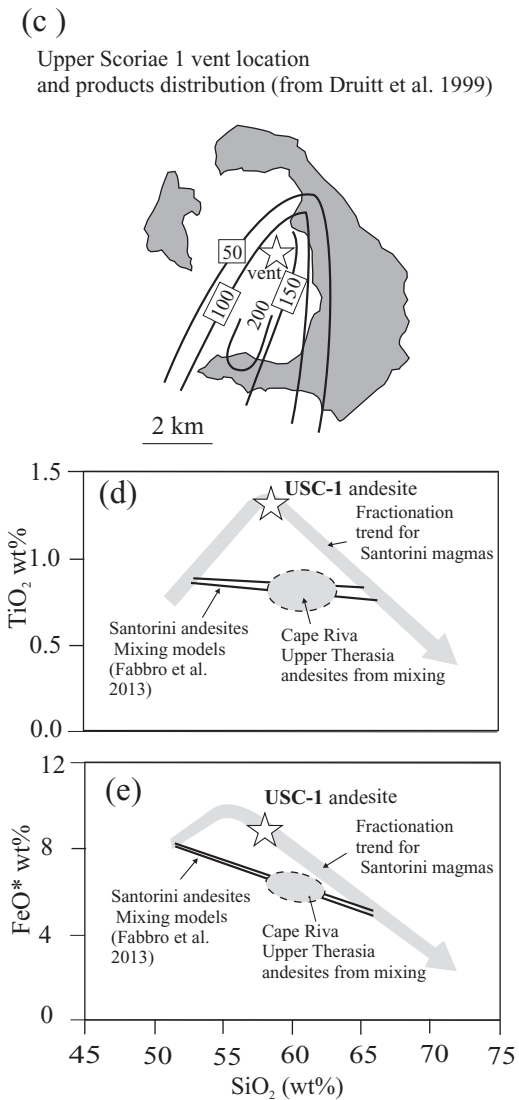 (c)
Upper Scoriae 1 vent location
and products distribution (from Druitt et al. 1999)
50
vent
100
200
150
2 km
1.5
(d)
USC-1 andesite
Fractionation
trend for
Santorini magmas
1.0
TiO2 wt%
Santorini andesites
Mixing models
(Fabbro et al.
2013)
Cape Riva
Upper Therasia
andesites from mixing
0.5
0.0
12
(e)
USC-1 andesite
Fractionation
trend for
Santorini magmas
8
FeO* wt%
Santorini andesites
Mixing models
(Fabbro et al.
2013)
Cape Riva
Upper Therasia
andesites from mixing
4
0
45 51 55 60 65 70 75
SiO2 (wt%)